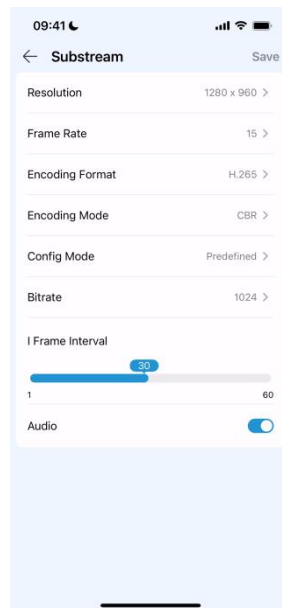 09:41
Substream
Save
Resolution 1280 x 960
Frame Rate 15
Encoding Format H.265
Encoding Mode CBR
Config Mode Predefined
Bitrate 1024
I Frame Interval
30
1 60
Audio